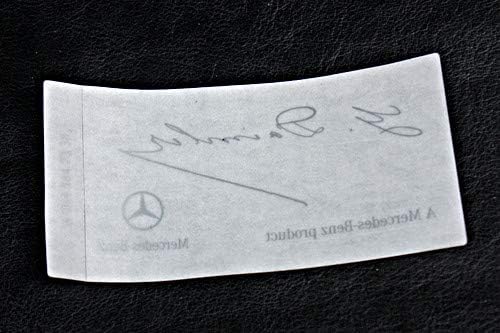 G. Daimler
A Mercedes-Benz product
Mercedes-Benz